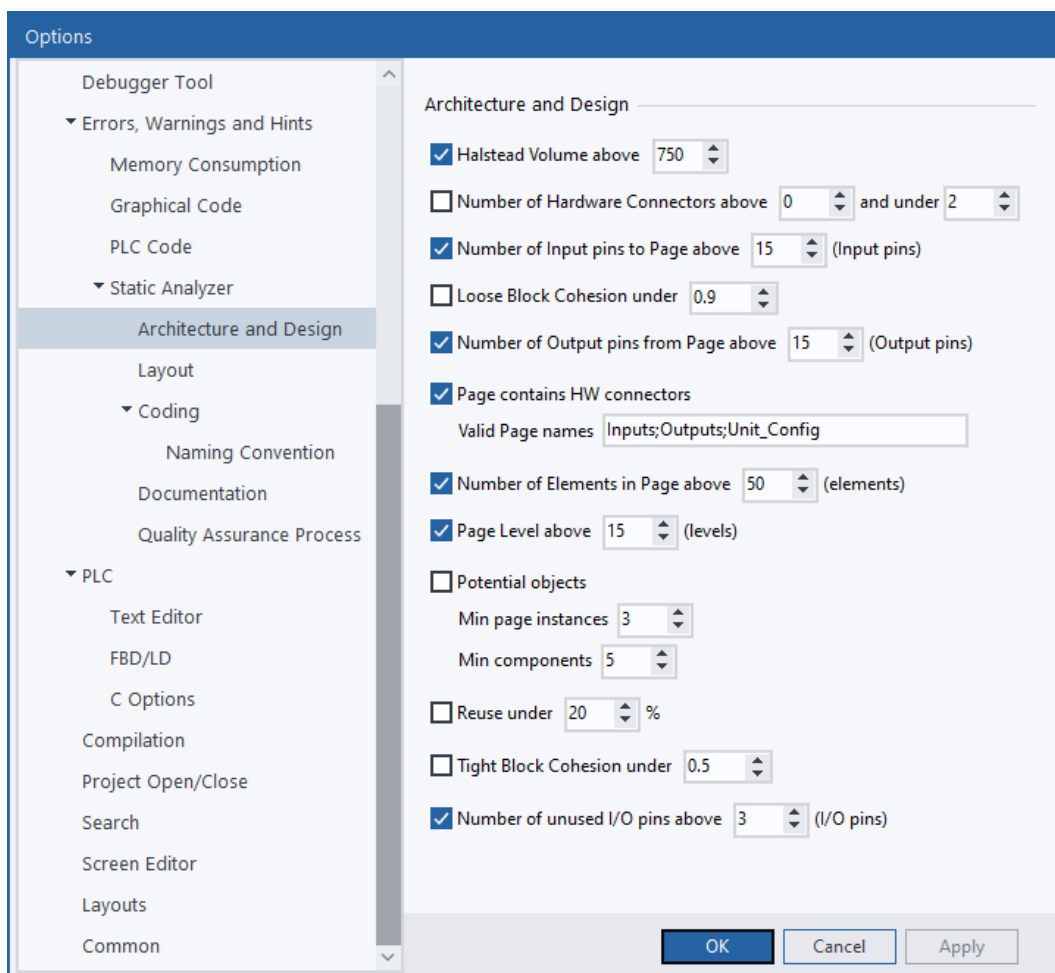 Options
Debugger Tool
Errors, Warnings and Hints
Memory Consumption
Graphical Code
PLC Code
Static Analyzer
Architecture and Design
Layout
Coding
Naming Convention
Documentation
Quality Assurance Process
PLC
Text Editor
FBD/LD
C Options
Compilation
Project Open/Close
Search
Screen Editor
Layouts
Common
Architecture and Design
Halstead Volume above 750
Number of Hardware Connectors above 0 and under 2
Number of Input pins to Page above 15 (Input pins)
Loose Block Cohesion under 0.9
Number of Output pins from Page above 15 (Output pins)
Page contains HW connectors
Valid Page names Inputs;Outputs;Unit_Config
Number of Elements in Page above 50 (elements)
Page Level above 15 (levels)
Potential objects
Min page instances 3
Min components 5
Reuse under 20 %
Tight Block Cohesion under 0.5
Number of unused I/O pins above 3 (I/O pins)
OK Cancel Apply